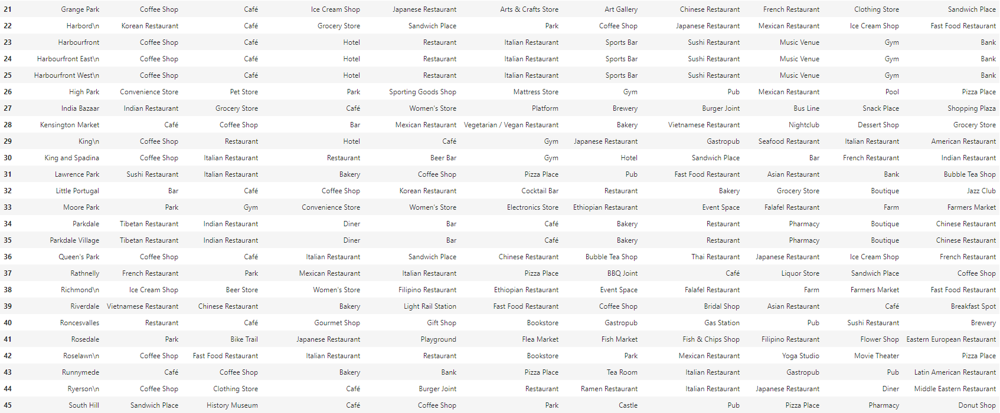 21 Grange Park Coffee Shop Café Ice Cream Shop Japanese Restaurant Arts & Crafts Store Art Gallery Chinese Restaurant French Restaurant Clothing Store Sandwich Place
22 Harbord\n Korean Restaurant Café Grocery Store Sandwich Place Park Coffee Shop Japanese Restaurant Mexican Restaurant Ice Cream Shop Fast Food Restaurant
23 Harbourfront Coffee Shop Café Hotel Restaurant Italian Restaurant Sports Bar Sushi Restaurant Music Venue Gym Bank
24 Harbourfront East\n Coffee Shop Café Hotel Restaurant Italian Restaurant Sports Bar Sushi Restaurant Music Venue Gym Bank
25 Harbourfront West\n Coffee Shop Café Hotel Restaurant Italian Restaurant Sports Bar Sushi Restaurant Music Venue Gym Bank
26 High Park Convenience Store Pet Store Park Sporting Goods Shop Mattress Store Gym Pub Mexican Restaurant Pool Pizza Place
27 India Bazaar Indian Restaurant Grocery Store Café Women's Store Platform Brewery Burger Joint Bus Line Snack Place Shopping Plaza
28 Kensington Market Café Coffee Shop Bar Mexican Restaurant Vegetarian / Vegan Restaurant Bakery Vietnamese Restaurant Nightclub Dessert Shop Grocery Store
29 King\n Coffee Shop Restaurant Hotel Café Gym Japanese Restaurant Gastropub Seafood Restaurant Italian Restaurant American Restaurant
30 King and Spadina Coffee Shop Italian Restaurant Restaurant Beer Bar Gym Hotel Sandwich Place Bar French Restaurant Indian Restaurant
31 Lawrence Park Sushi Restaurant Italian Restaurant Bakery Coffee Shop Pizza Place Pub Fast Food Restaurant Asian Restaurant Bank Bubble Tea Shop
32 Little Portugal Bar Café Coffee Shop Korean Restaurant Cocktail Bar Restaurant Bakery Grocery Store Boutique Jazz Club
33 Moore Park Park Gym Convenience Store Women's Store Electronics Store Ethiopian Restaurant Event Space Falafel Restaurant Farm Farmers Market
34 Parkdale Tibetan Restaurant Indian Restaurant Diner Bar Café Bakery Restaurant Pharmacy Boutique Chinese Restaurant
35 Parkdale Village Tibetan Restaurant Indian Restaurant Diner Bar Café Bakery Restaurant Pharmacy Boutique Chinese Restaurant
36 Queen's Park Coffee Shop Café Italian Restaurant Sandwich Place Chinese Restaurant Bubble Tea Shop Thai Restaurant Japanese Restaurant Ice Cream Shop French Restaurant
37 Rathnelly French Restaurant Park Mexican Restaurant Italian Restaurant Pizza Place BBQ Joint Café Liquor Store Sandwich Place Coffee Shop
38 Richmond\n Ice Cream Shop Beer Store Women's Store Filipino Restaurant Ethiopian Restaurant Event Space Falafel Restaurant Farm Farmers Market Fast Food Restaurant
39 Riverdale Vietnamese Restaurant Chinese Restaurant Bakery Light Rail Station Fast Food Restaurant Coffee Shop Bridal Shop Asian Restaurant Café Breakfast Spot
40 Roncesvalles Restaurant Café Gourmet Shop Gift Shop Bookstore Gastropub Gas Station Pub Sushi Restaurant Brewery
41 Rosedale Park Bike Trail Japanese Restaurant Playground Flea Market Fish Market Fish & Chips Shop Filipino Restaurant Flower Shop Eastern European Restaurant
42 Roselawn\n Coffee Shop Fast Food Restaurant Italian Restaurant Restaurant Bookstore Park Mexican Restaurant Yoga Studio Movie Theater Pizza Place
43 Runnymede Café Coffee Shop Bakery Bank Pizza Place Tea Room Italian Restaurant Gastropub Pub Latin American Restaurant
44 Ryerson\n Coffee Shop Clothing Store Café Burger Joint Restaurant Ramen Restaurant Italian Restaurant Japanese Restaurant Diner Middle Eastern Restaurant
45 South Hill Sandwich Place History Museum Café Coffee Shop Park Castle Pub Pizza Place Pharmacy Donut Shop